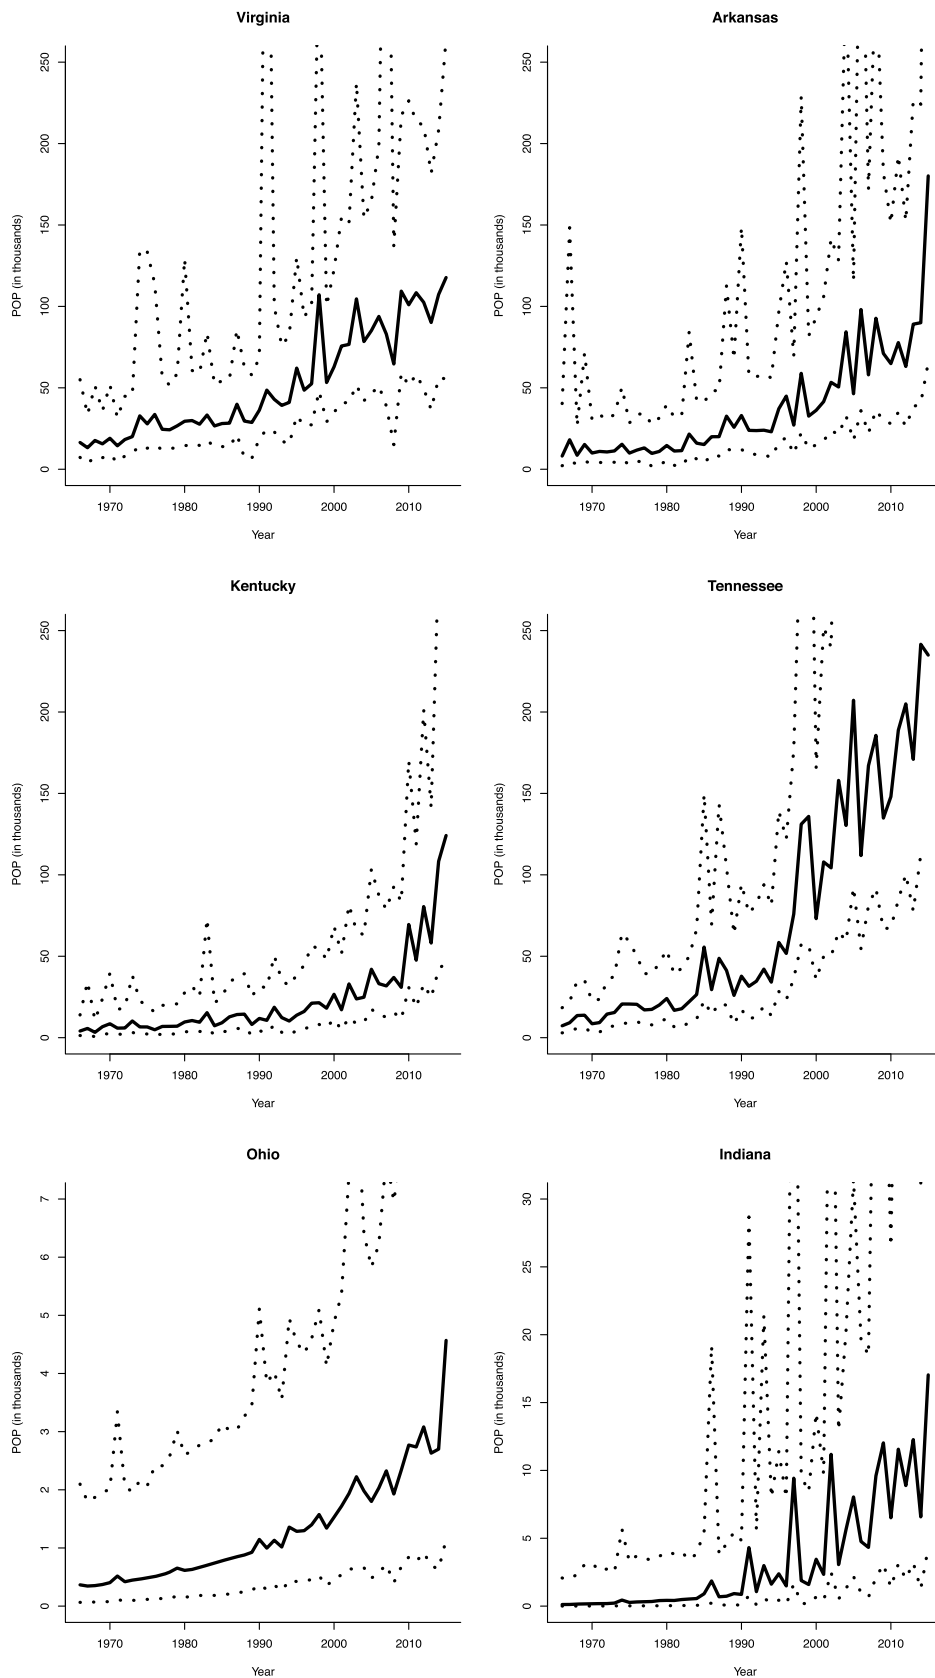 Virginia
Arkansas
POP (in thousands)
250
200
150
100
50
0
1970 1980 1990 2000 2010
Year
POP (in thousands)
250
200
150
100
50
0
1970 1980 1990 2000 2010
Year
Kentucky
Tennessee
POP (in thousands)
250
200
150
100
50
0
1970 1980 1990 2000 2010
Year
POP (in thousands)
250
200
150
100
50
0
1970 1980 1990 2000 2010
Year
Ohio
Indiana
POP (in thousands)
7
6
5
4
3
2
1
0
1970 1980 1990 2000 2010
Year
POP (in thousands)
30
25
20
15
10
5
0
1970 1980 1990 2000 2010
Year